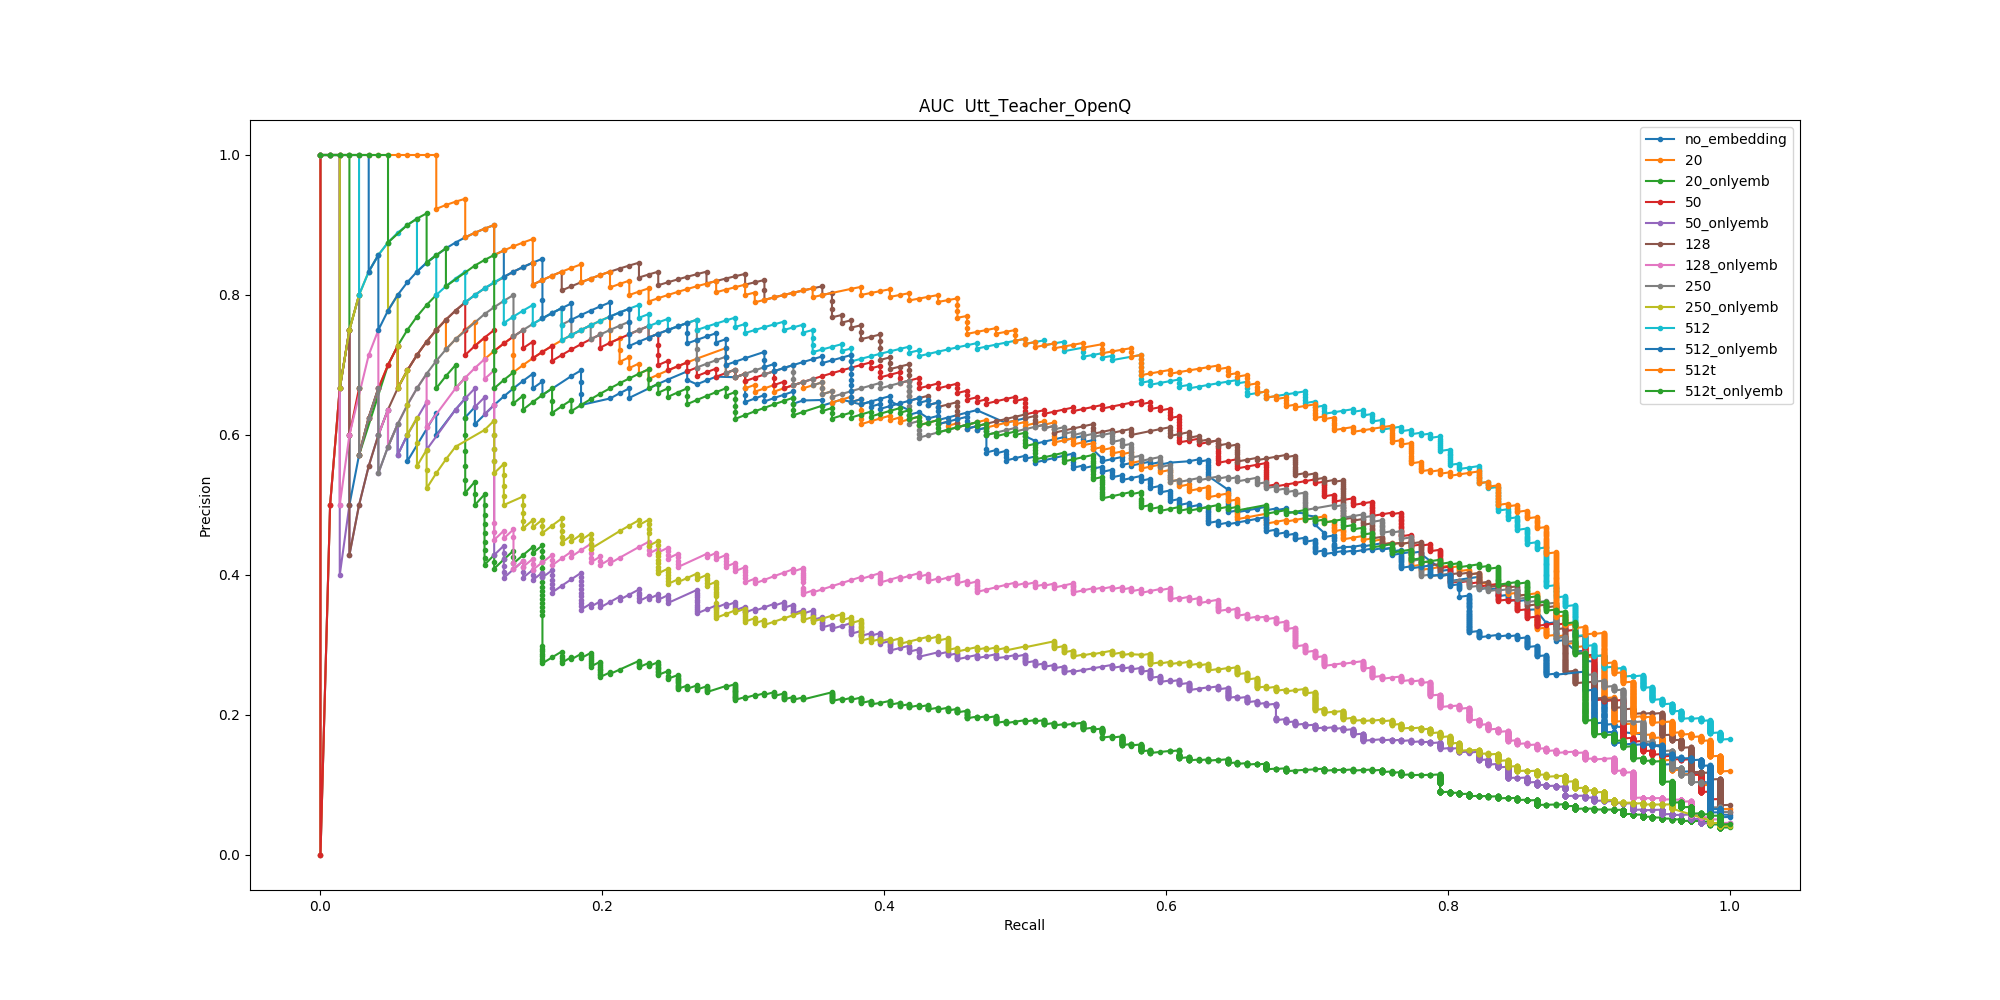 AUC Utt_Teacher_OpenQ
1.0
0.8
0.6
0.4
0.2
0.0
Precision
0.0 0.2 0.4 0.6 0.8 1.0
Recall
no_embedding
20
20_onlyemb
50
50_onlyemb
128
128_onlyemb
250
250_onlyemb
512
512_onlyemb
512t
512t_onlyemb